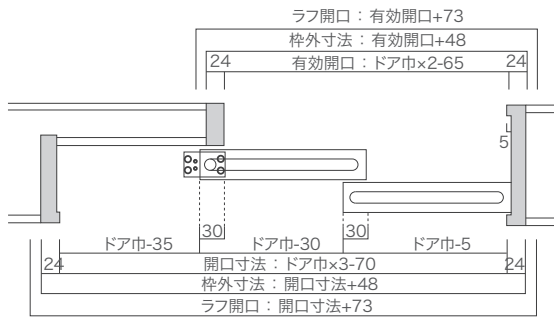 ラフ開口：有効開口+73
枠外寸法：有効開口+48
24 有効開口：ドア巾×2-65 24
5
30 30
ドア巾-35 ドア巾-30 ドア巾-5
24 開口寸法：ドア巾×3-70 24
枠外寸法：開口寸法+48
ラフ開口：開口寸法+73